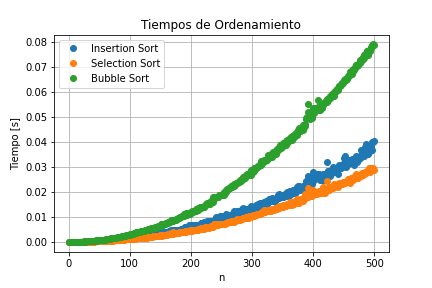 Tiempos de Ordenamiento
Insertion Sort
Selection Sort
Bubble Sort
Tiempo [s]
0.08
0.07
0.06
0.05
0.04
0.03
0.02
0.01
0.00
0 100 200 300 400 500
n